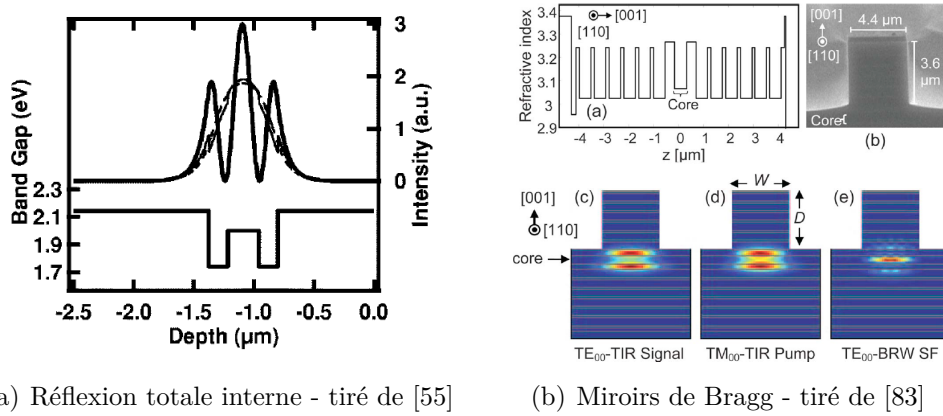 Band Gap (eV)
2.3
2.1
1.9
1.7
3
2
1
0
Intensity (a.u.)
-2.5 -2.0 -1.5 -1.0 -0.5 0.0
Depth (µm)
a) Réflexion totale interne - tiré de [55]
Refractive index
3.4
3.3
3.2
3.1
3
2.9
[001]
[110]
(a)
Core
-4 -3 -2 -1 0 1 2 3 4
z [µm]
[001]
[110]
4.4 µm
3.6
µm
Core
(b)
[001]
[110]
core
(c)
W
(d)
D
(e)
TE00-TIR Signal TM00-TIR Pump TE00-BRW SF
(b) Miroirs de Bragg - tiré de [83]